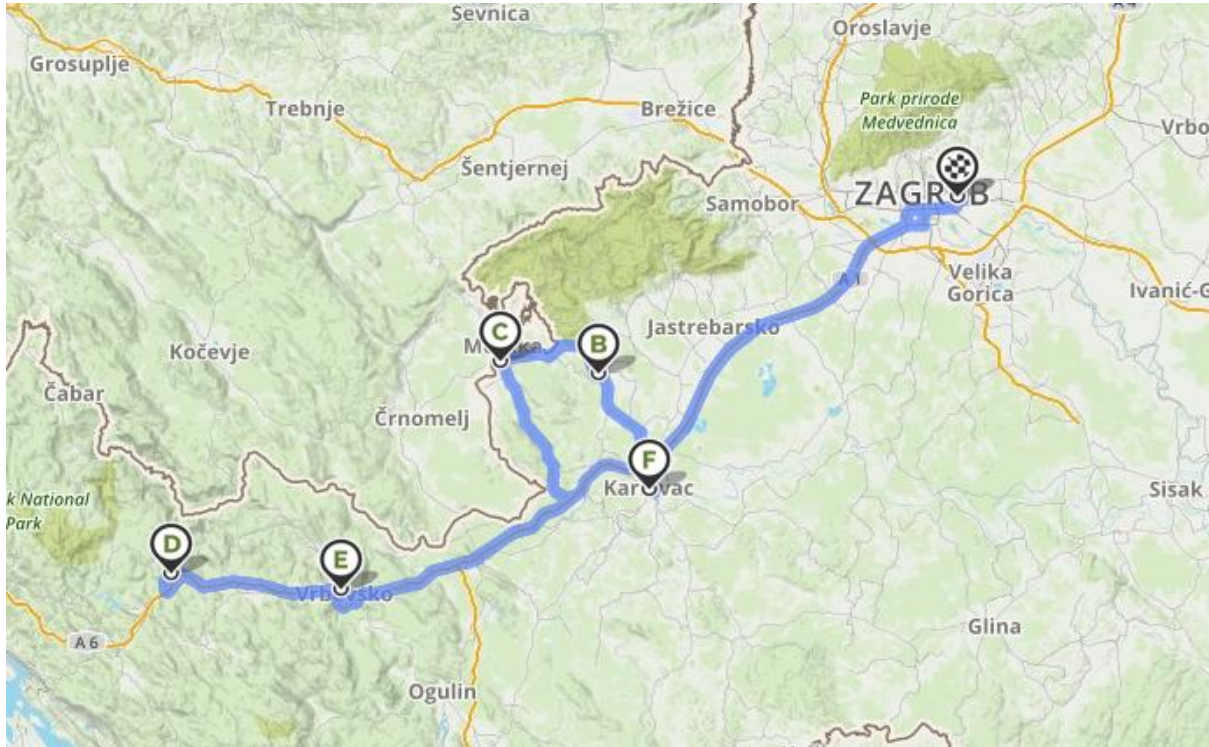 Sevnica
Oroslavje
Grosuplje
Trebnje
Brežice
Park prirode
Medvednica
Vrbo
Šentjernej
Samobor
ZAGREB
Velika
Gorica
A 1
Ivanić-G
Jastrebarsko
C
B
Kočevje
Čabar
Črnomelj
F
Karlovac
Sisak
k National
Park
D
E
Vrbovsko
A 6
Glina
Ogulin